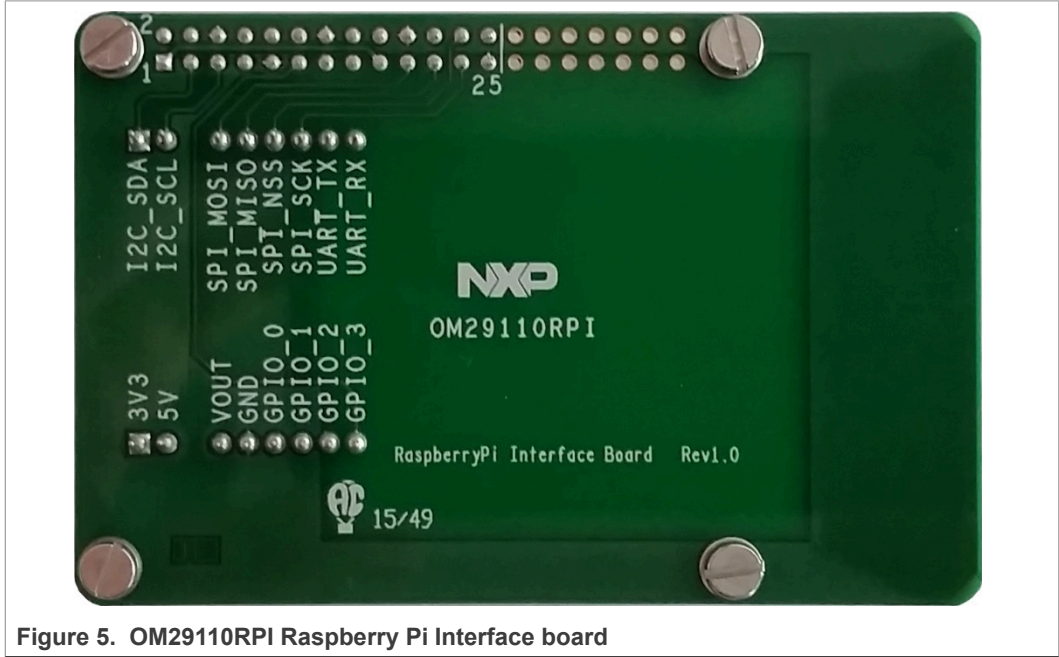 2
1
25
I2C_SDA
I2C_SCL
SPI_MOSI
SPI_MISO
SPI_NSS
SPI_SCK
UART_TX
UART_RX
NXP
OM29110RPI
3V3
5V
VOUT
GND
GPIO_0
GPIO_1
GPIO_2
GPIO_3
RaspberryPi Interface Board Rev1.0
AC
15/49
Figure 5. OM29110RPI Raspberry Pi Interface board